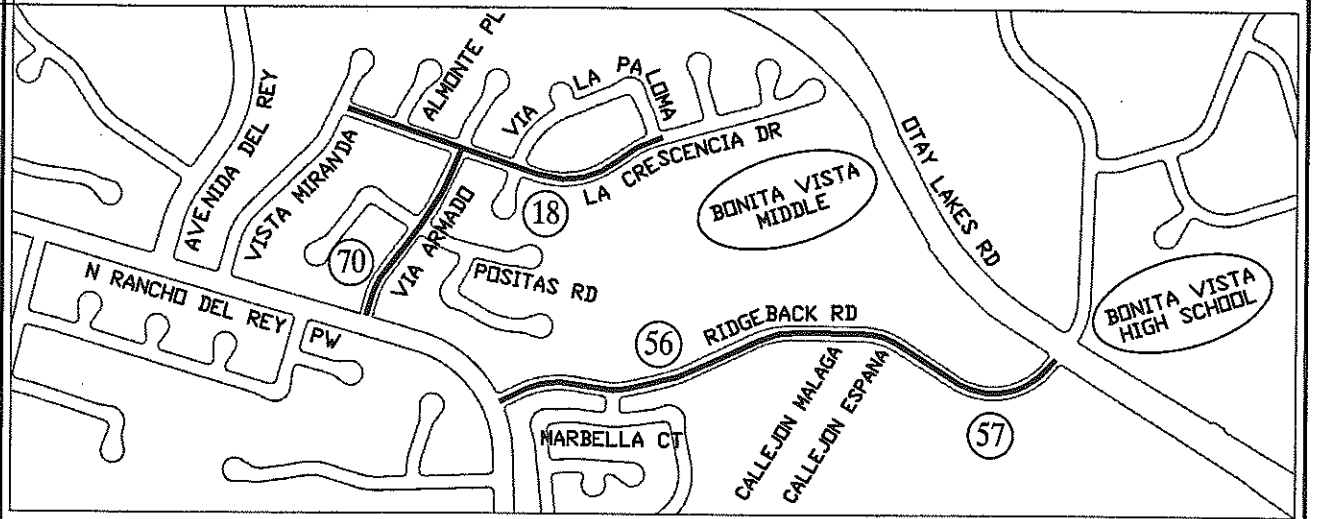 AVENIDA DEL REY
VISTA MIRANDA
ALMONTE PL
VIA LA PALOMA
LA CRESCENCIA DR
18
BONITA VISTA
MIDDLE
OTAY LAKES RD
70
VIA ARMADO
POSITAS RD
N RANCHO DEL REY PW
56
RIDGEBACK RD
BONITA VISTA
HIGH SCHOOL
MARBELLA CT
CALLEJON MALAGA
CALLEJON ESPANA
57